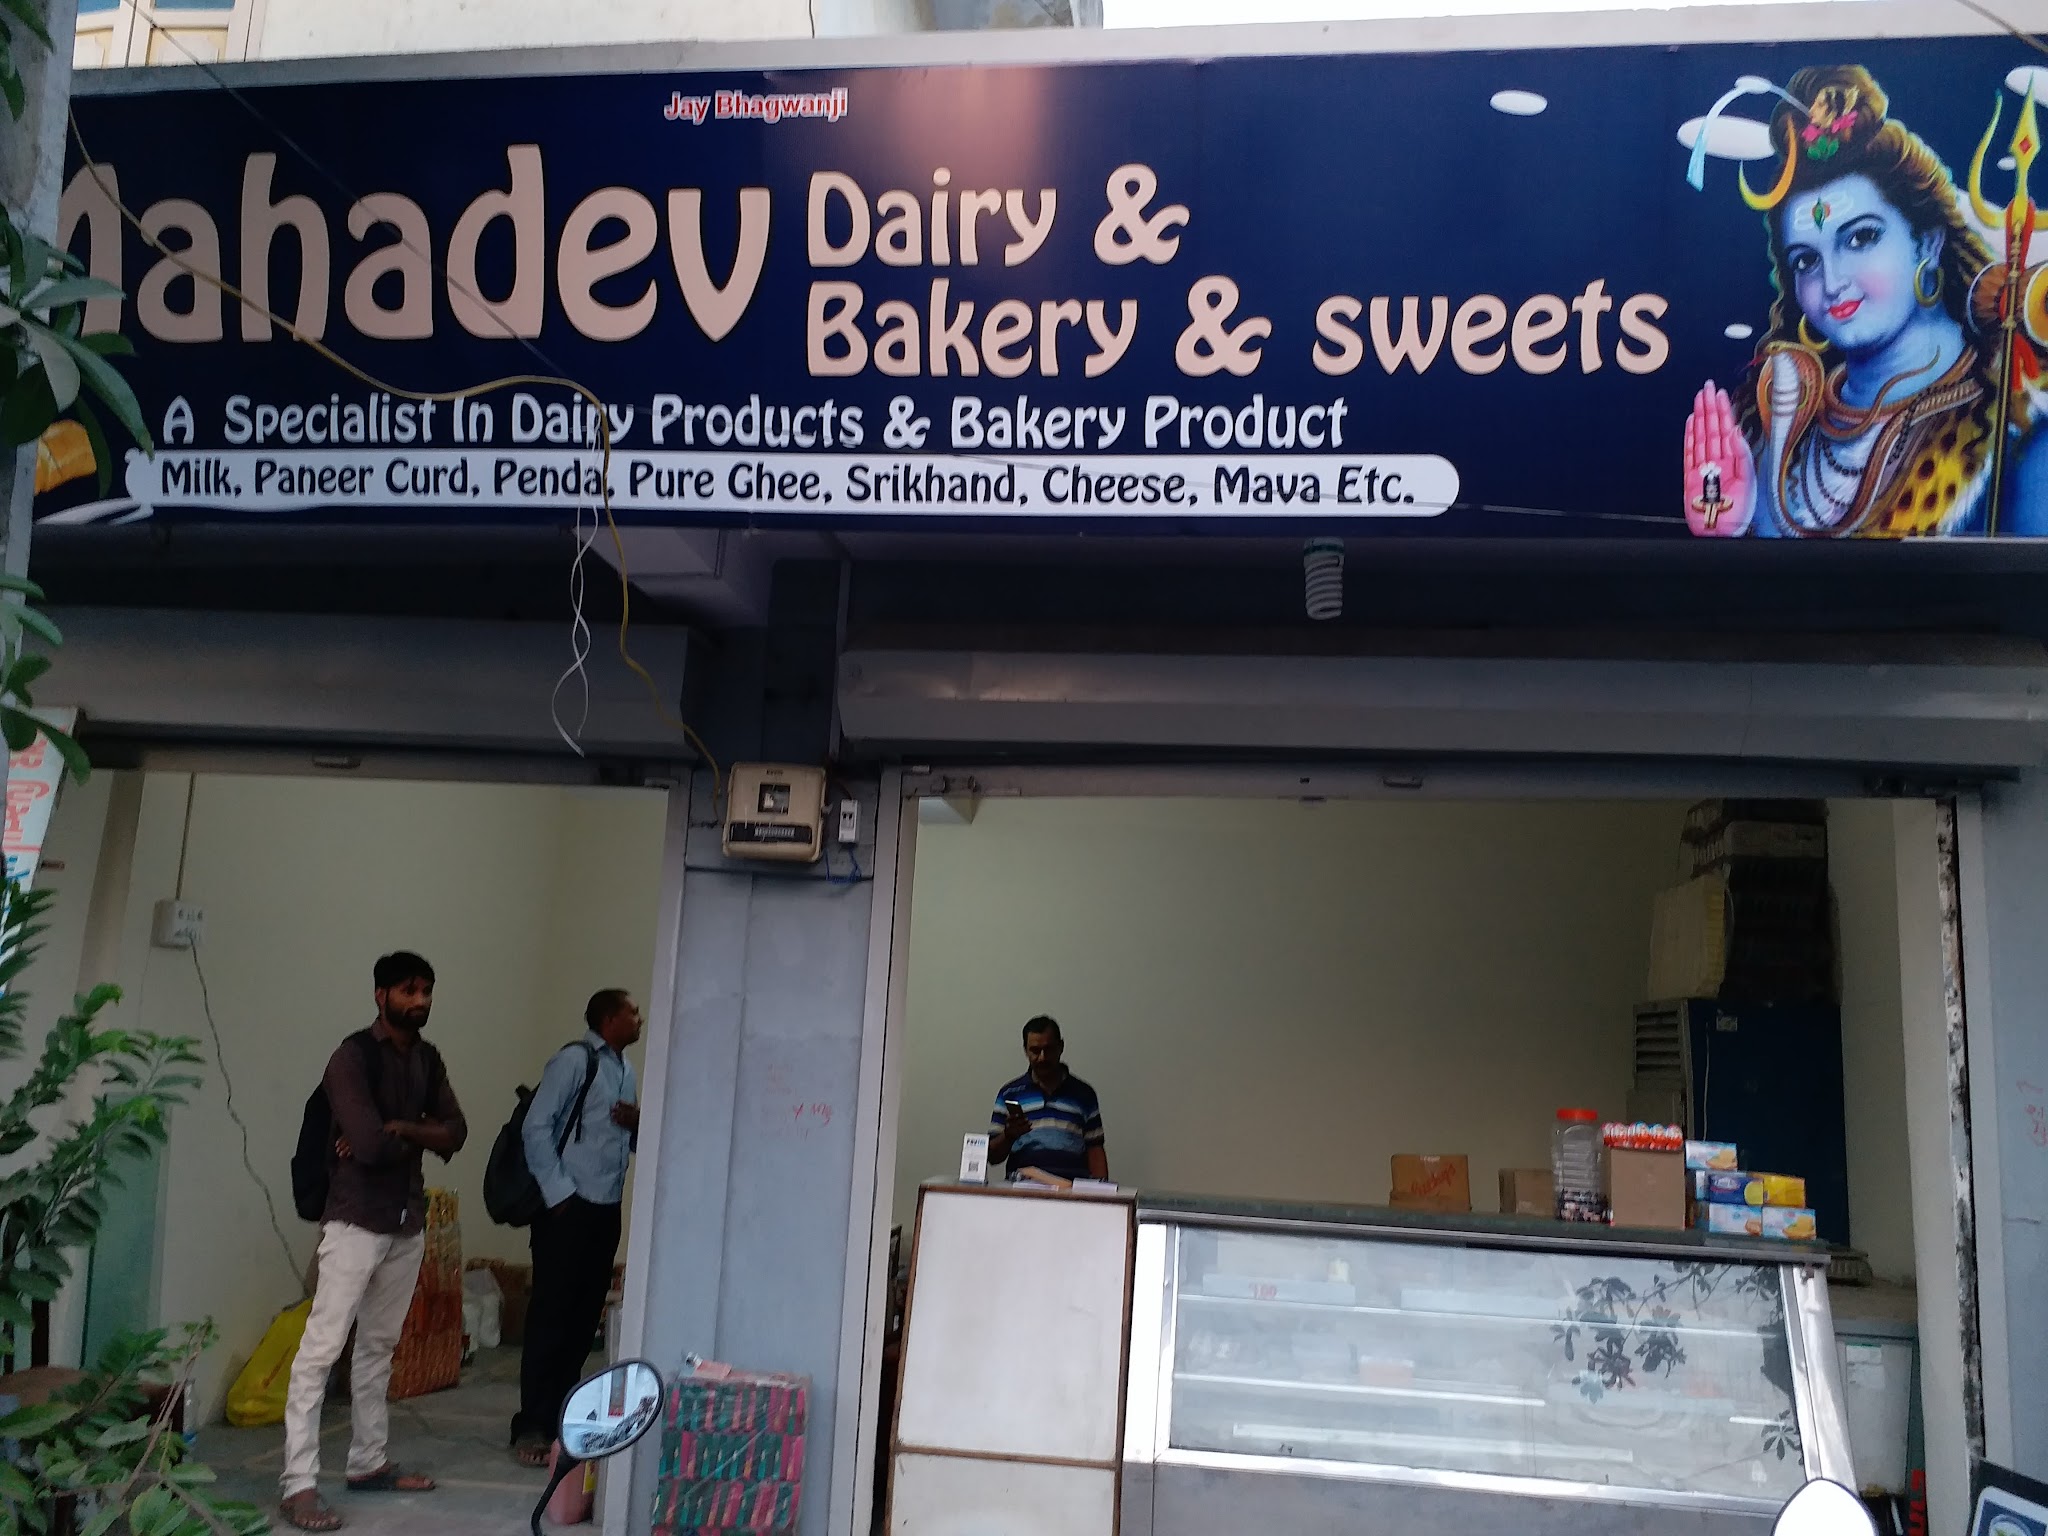 Jay Bhagwanji
Mahadev
Dairy &
Bakery & sweets
A Specialist In Dairy Products & Bakery Product
Milk, Paneer Curd, Penda, Pure Ghee, Srikhand, Cheese, Mava Etc.